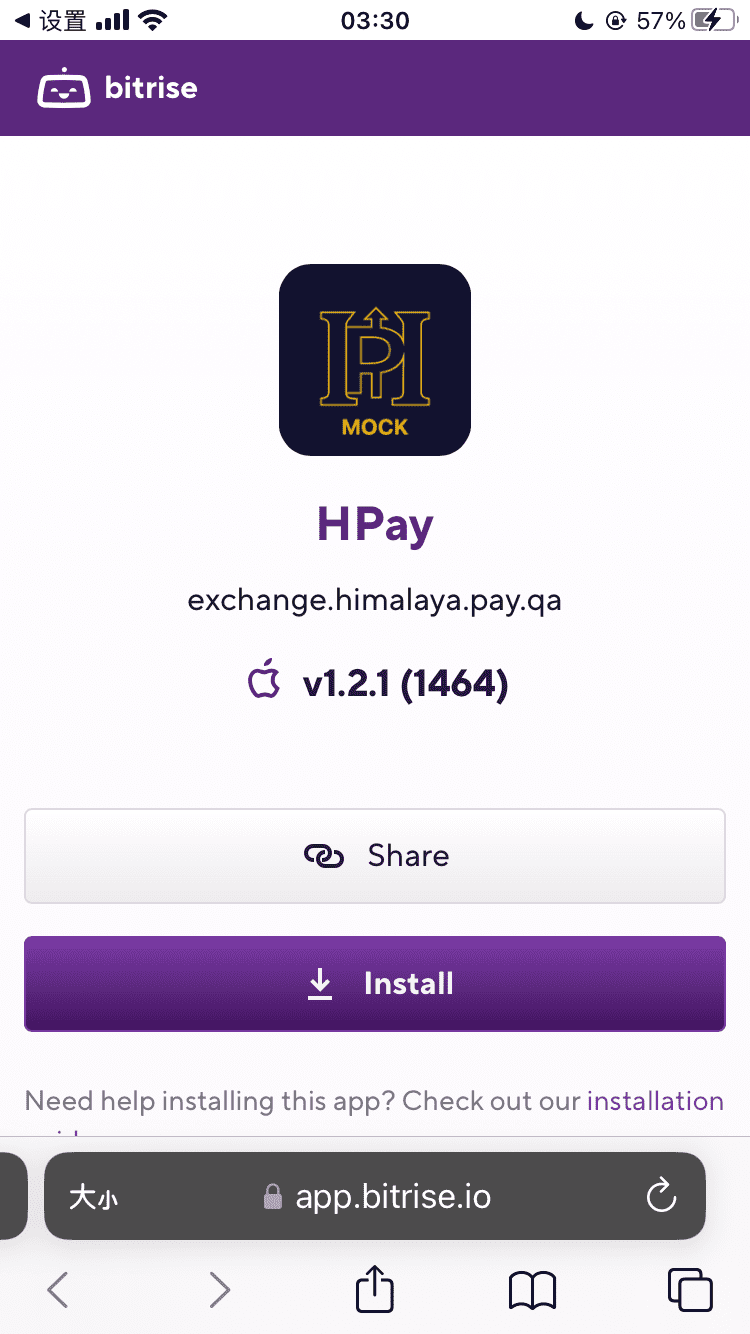 设置
03:30
57%
bitrise
HP
MOCK
HPay
exchange.himalaya.pay.qa
v1.2.1 (1464)
Share
Install
Need help installing this app? Check out our installation
大小
app.bitrise.io